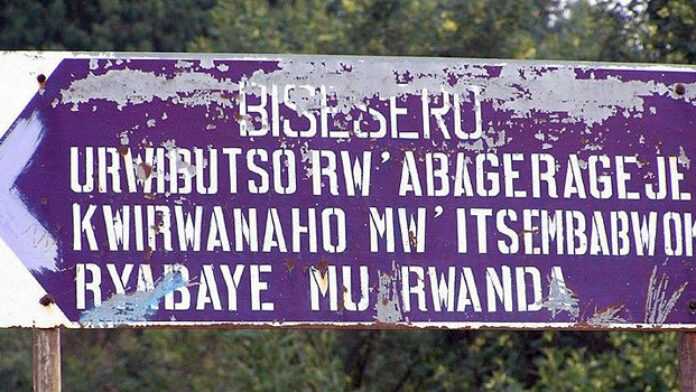 BISESERO
URWIBUTSO RW'ABAGERAGEJE
KWIRWANAHO MW'ITSEMBABWOK
RYABAYE MU RWANDA